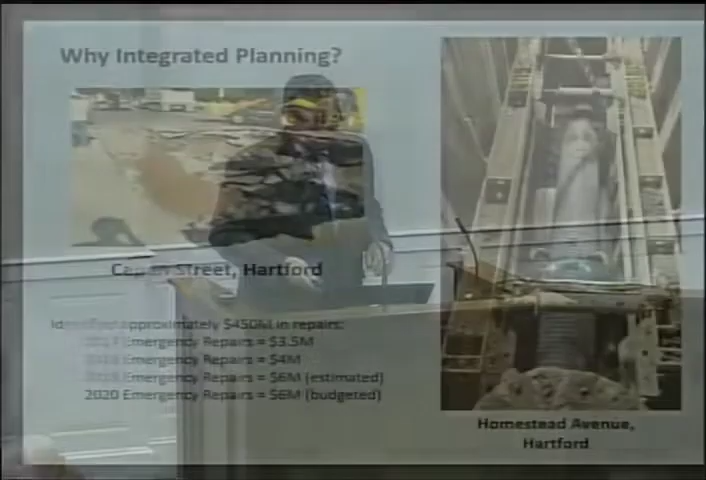 Why Integrated Planning?
Street, Hartford
Identified approximately $450M in repairs:
Emergency Repairs = $3.5M
Emergency Repairs = $4M
Emergency Repairs = $6M (estimated)
2020 Emergency Repairs = $6M (budgeted)
Homestead Avenue,
Hartford